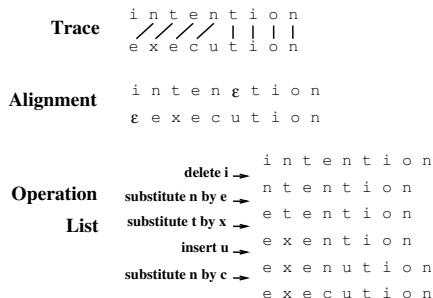 i n t e n t i o n
Trace
e x e c u t i o n
i n t e n ε t i o n
Alignment
ε e x e c u t i o n
i n t e n t i o n
delete i
n t e n t i o n
substitute n by e
Operation
e t e n t i o n
substitute t by x
List
e x e n t i o n
insert u
e x e n u t i o n
substitute n by c
e x e c u t i o n